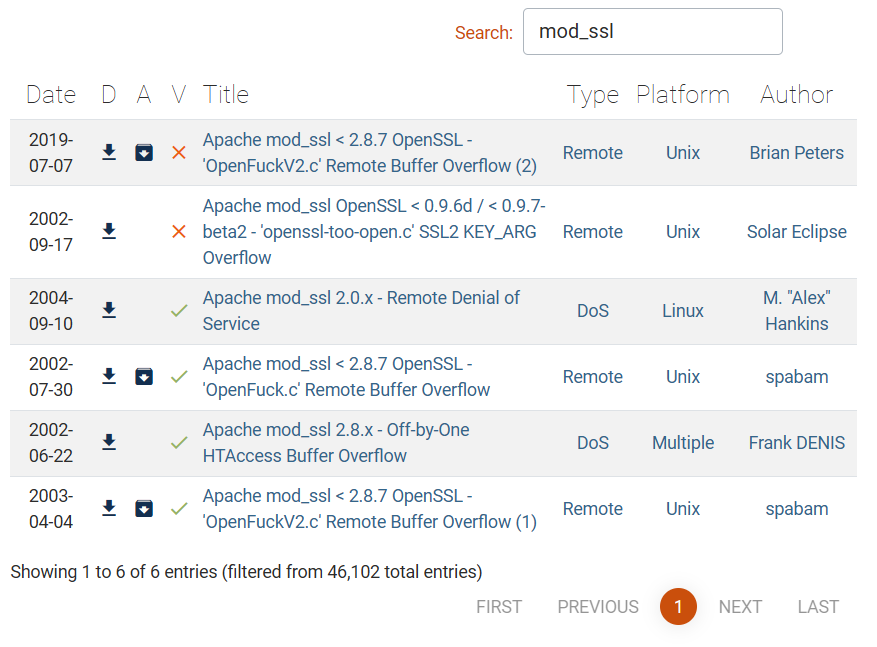 Search: mod_ssl
Date D A V Title Type Platform Author
2019-
07-07
Apache mod_ssl < 2.8.7 OpenSSL -
'OpenFuckV2.c' Remote Buffer Overflow (2)
Remote Unix Brian Peters
2002-
09-17
Apache mod_ssl OpenSSL < 0.9.6d / < 0.9.7-
beta2 - 'openssl-too-open.c' SSL2 KEY_ARG
Overflow
Remote Unix Solar Eclipse
2004-
09-10
Apache mod_ssl 2.0.x - Remote Denial of
Service
DoS Linux
M. "Alex"
Hankins
2002-
07-30
Apache mod_ssl < 2.8.7 OpenSSL -
'OpenFuck.c' Remote Buffer Overflow
Remote Unix spabam
2002-
06-22
Apache mod_ssl 2.8.x - Off-by-One
HTAccess Buffer Overflow
DoS Multiple Frank DENIS
2003-
04-04
Apache mod_ssl < 2.8.7 OpenSSL -
'OpenFuckV2.c' Remote Buffer Overflow (1)
Remote Unix spabam
Showing 1 to 6 of 6 entries (filtered from 46,102 total entries)
FIRST PREVIOUS 1 NEXT LAST